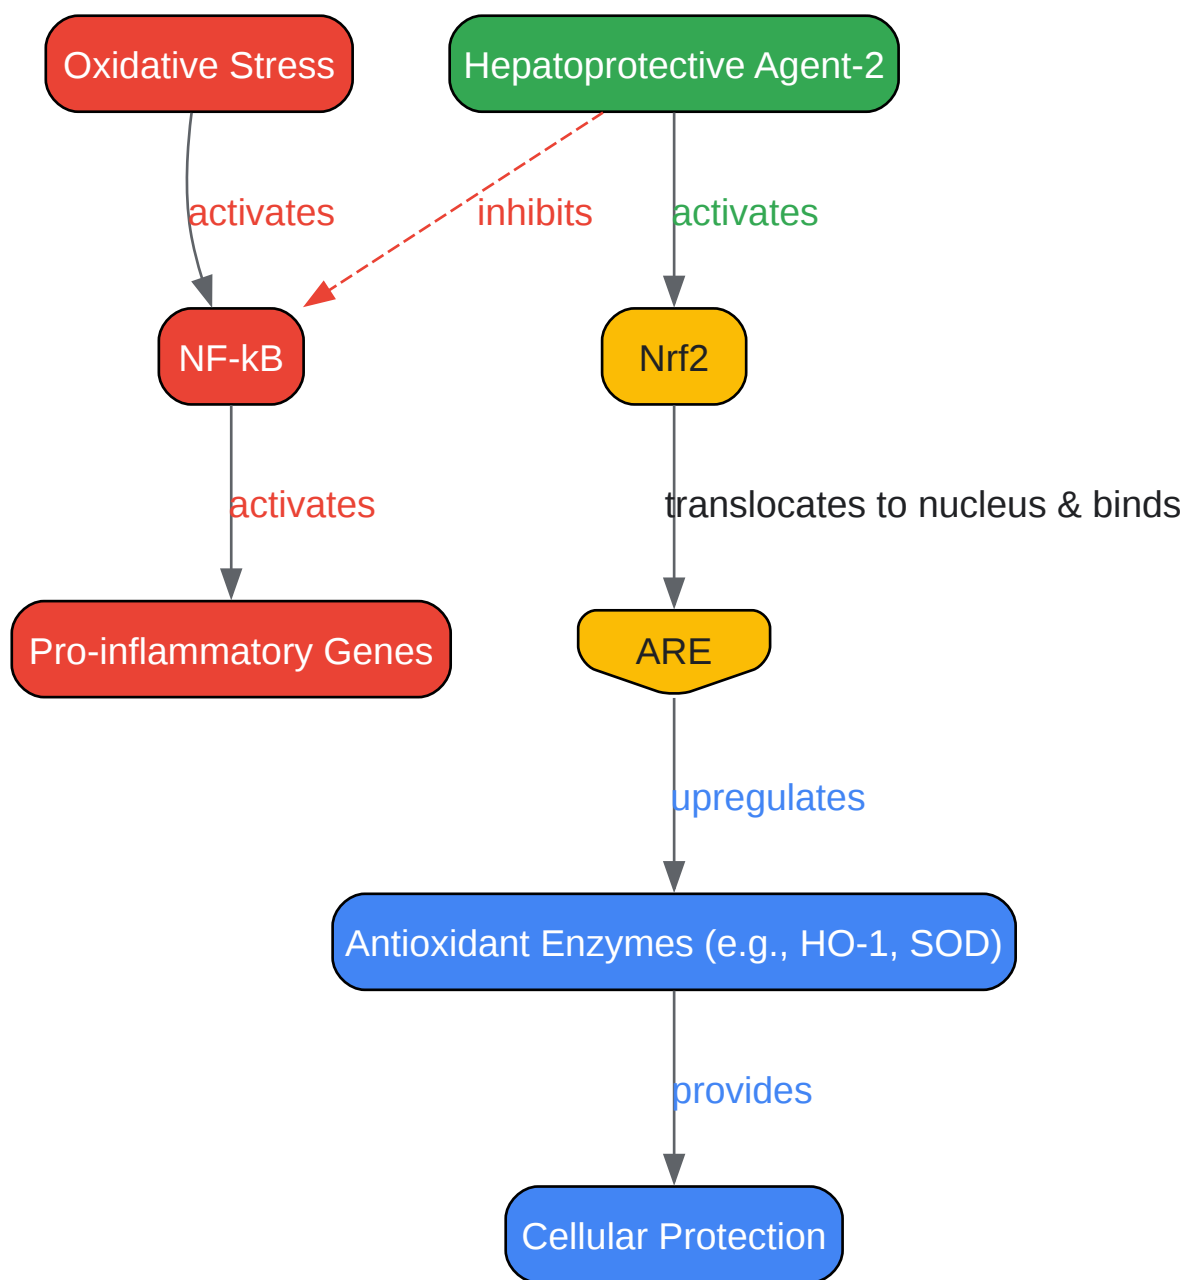 Oxidative Stress
Hepatoprotective Agent-2
activates
inhibits
activates
NF-kB
Nrf2
activates
translocates to nucleus & binds
Pro-inflammatory Genes
ARE
upregulates
Antioxidant Enzymes (e.g., HO-1, SOD)
provides
Cellular Protection